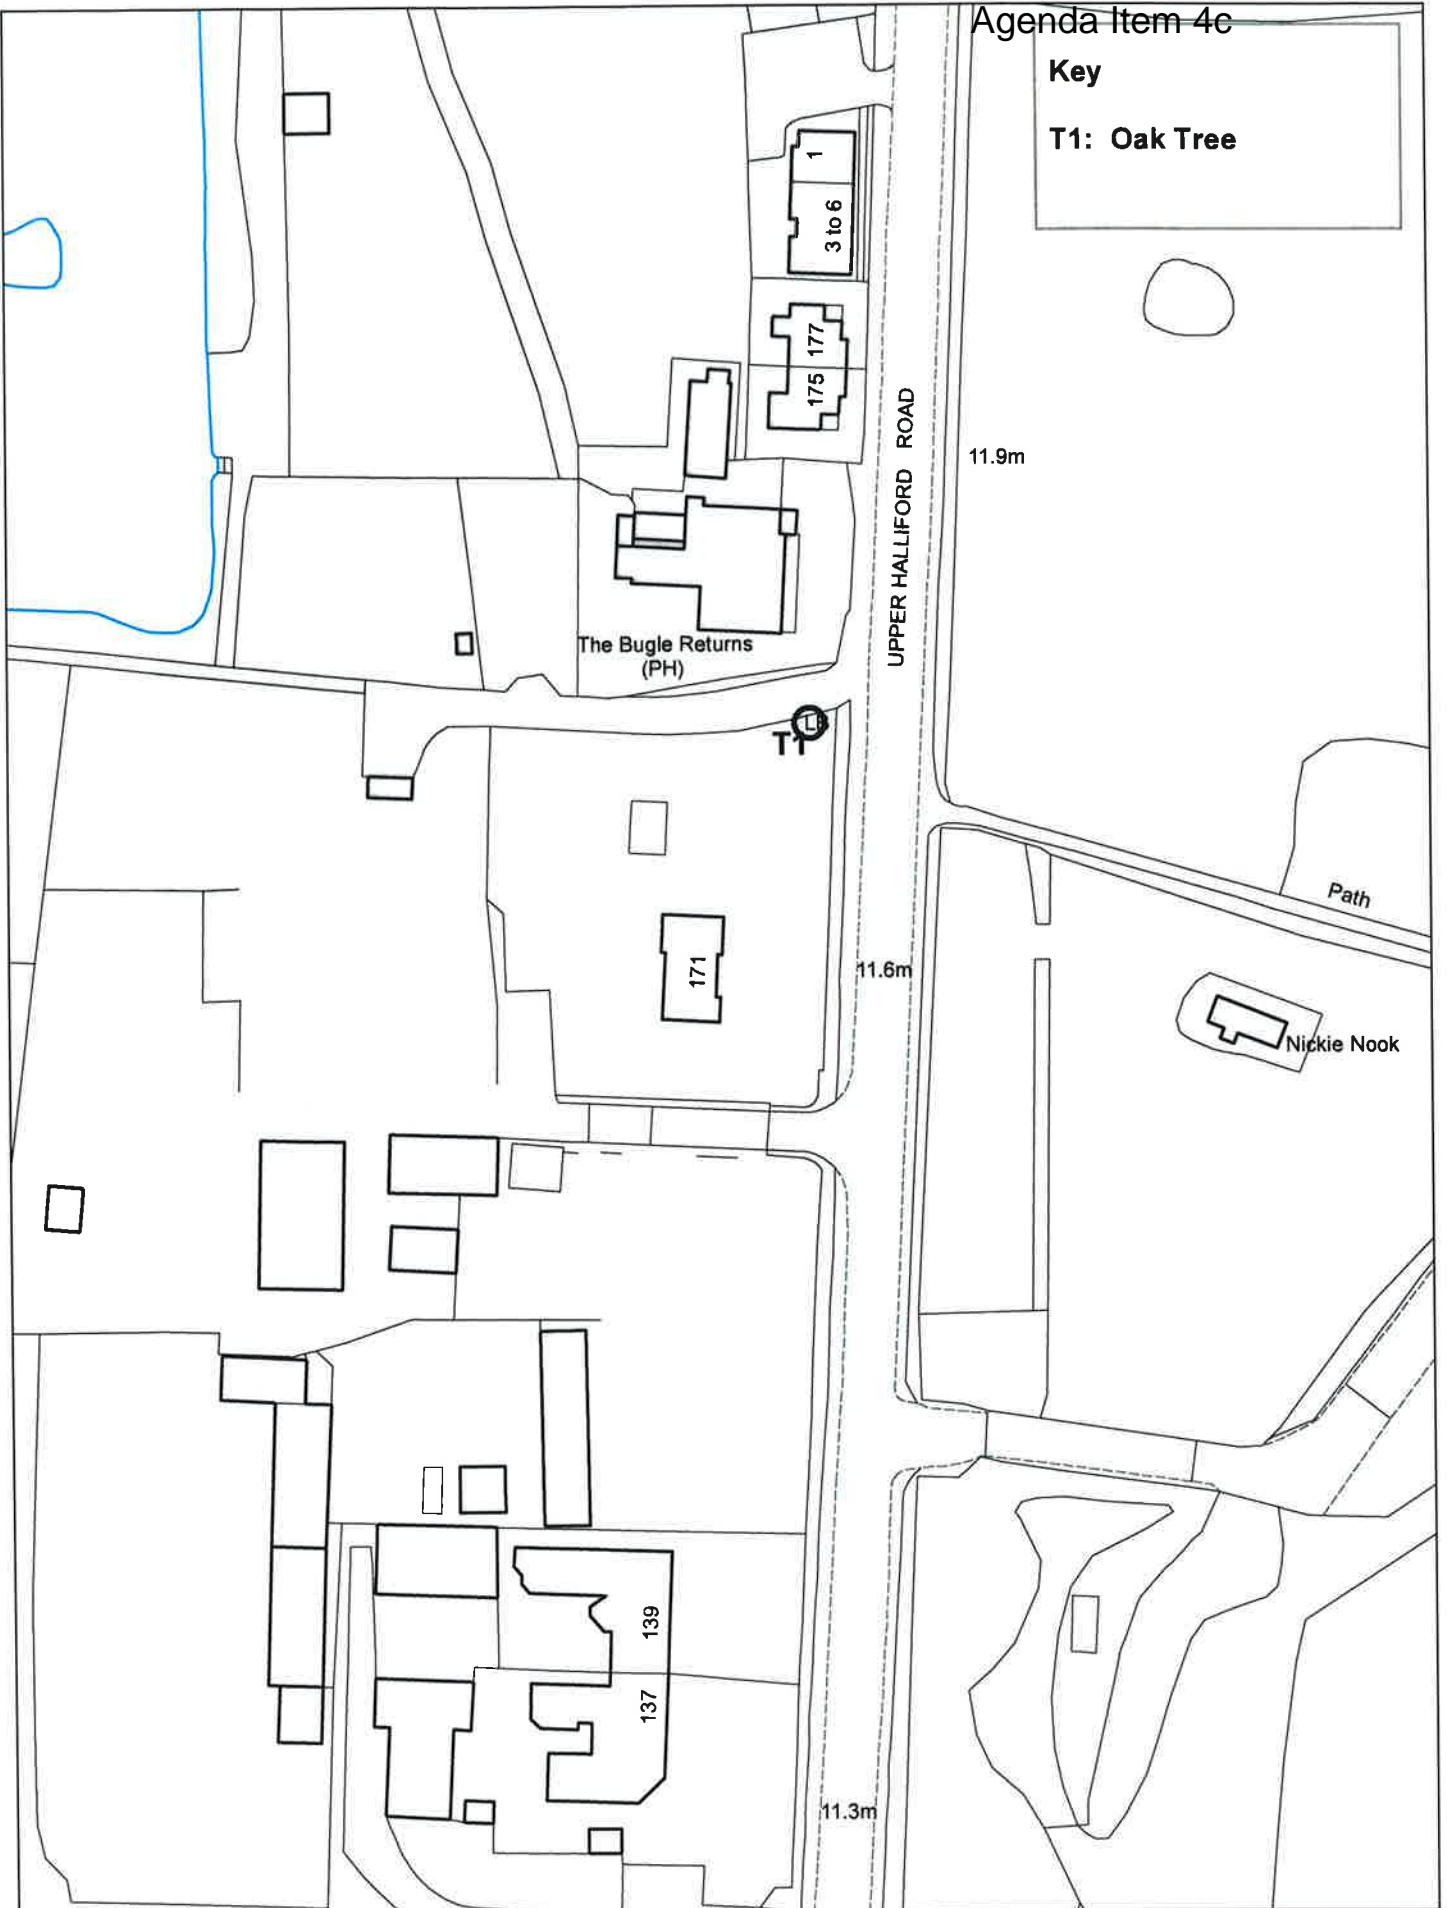 Agenda Item 4c
Key
T1: Oak Tree
1
3 to 6
177
175
UPPER HALLIFORD ROAD
11.9m
The Bugle Returns
(PH)
T1
Path
171
11.6m
Nickie Nook
139
137
11.3m